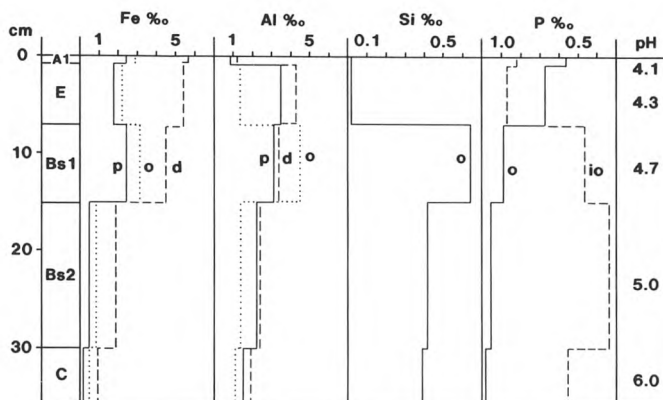 cm Fe ‰ Al ‰ Si ‰ P ‰
1 5 1 5 0.1 0.5 1.0 0.5 pH
0 A1 4.1
E 4.3
10 Bs1 p o d p d o o o io 4.7
20 Bs2 5.0
30
C 6.0